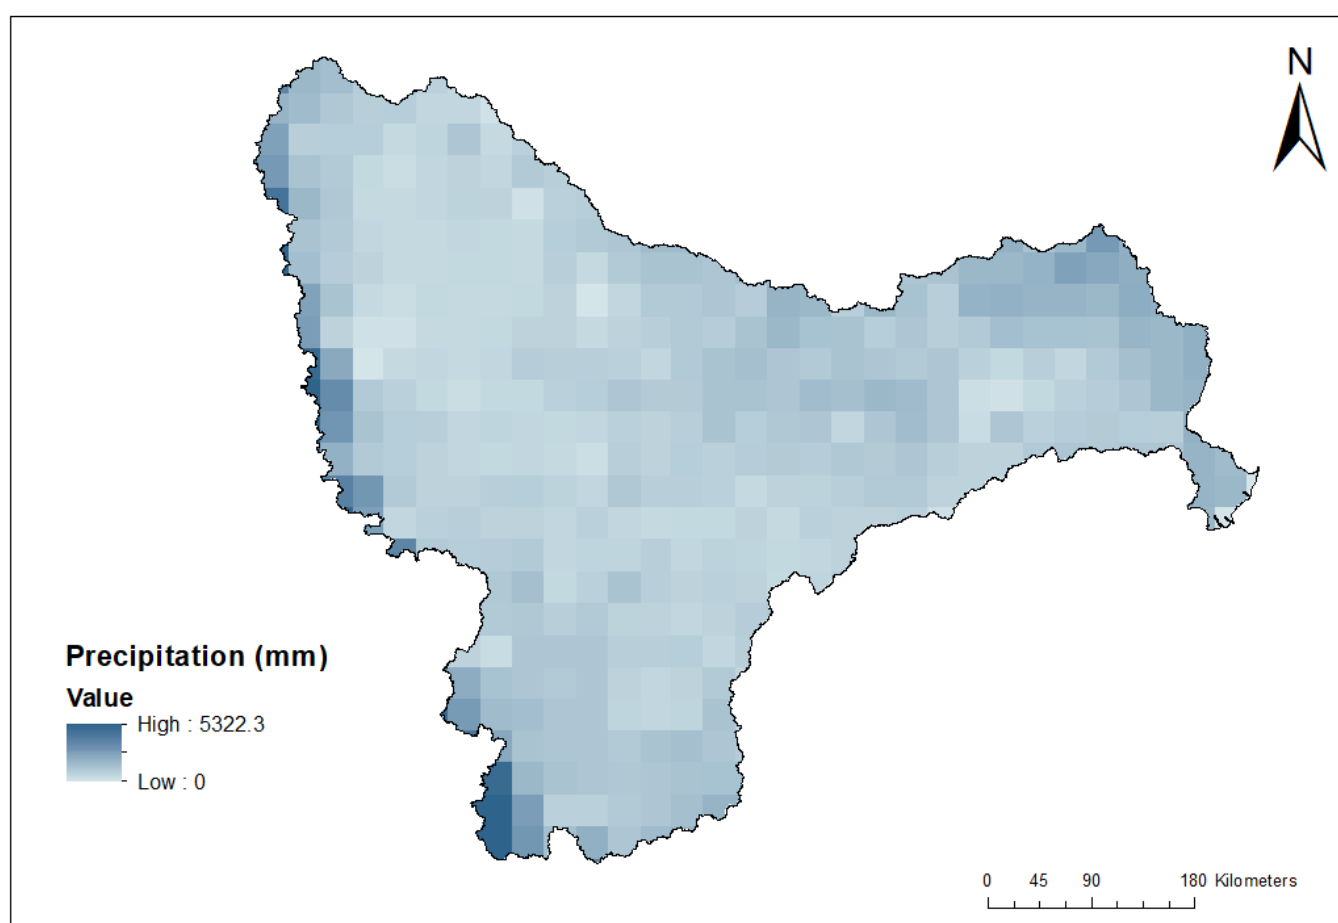 N
Precipitation (mm)
Value
High : 5322.3
Low : 0
0 45 90 180 Kilometers